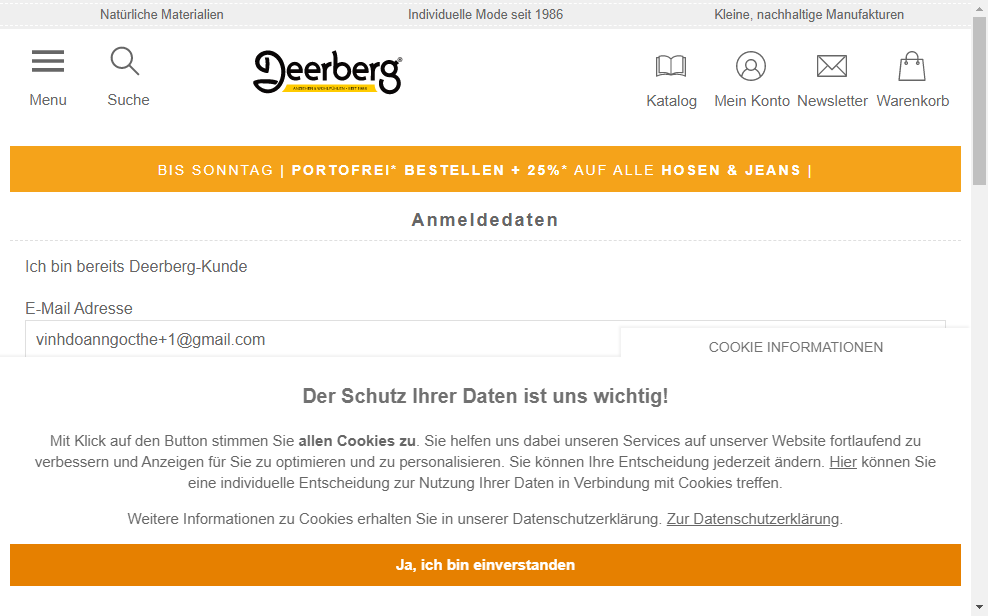 Natürliche Materialien
Individuelle Mode seit 1986
Kleine, nachhaltige Manufakturen
Menu
Suche
Deerberg®
ANZIEHEN & WOHLFÜHLEN • SEIT 1986
Katalog
Mein Konto
Newsletter
Warenkorb
BIS SONNTAG | PORTOFREI* BESTELLEN + 25%* AUF ALLE HOSEN & JEANS |
Anmeldedaten
Ich bin bereits Deerberg-Kunde
E-Mail Adresse
vinhdoanngocthe+1@gmail.com
COOKIE INFORMATIONEN
Der Schutz Ihrer Daten ist uns wichtig!
Mit Klick auf den Button stimmen Sie allen Cookies zu. Sie helfen uns dabei unseren Services auf unserer Website fortlaufend zu
verbessern und Anzeigen für Sie zu optimieren und zu personalisieren. Sie können Ihre Entscheidung jederzeit ändern. Hier können Sie
eine individuelle Entscheidung zur Nutzung Ihrer Daten in Verbindung mit Cookies treffen.
Weitere Informationen zu Cookies erhalten Sie in unserer Datenschutzerklärung. Zur Datenschutzerklärung.
Ja, ich bin einverstanden